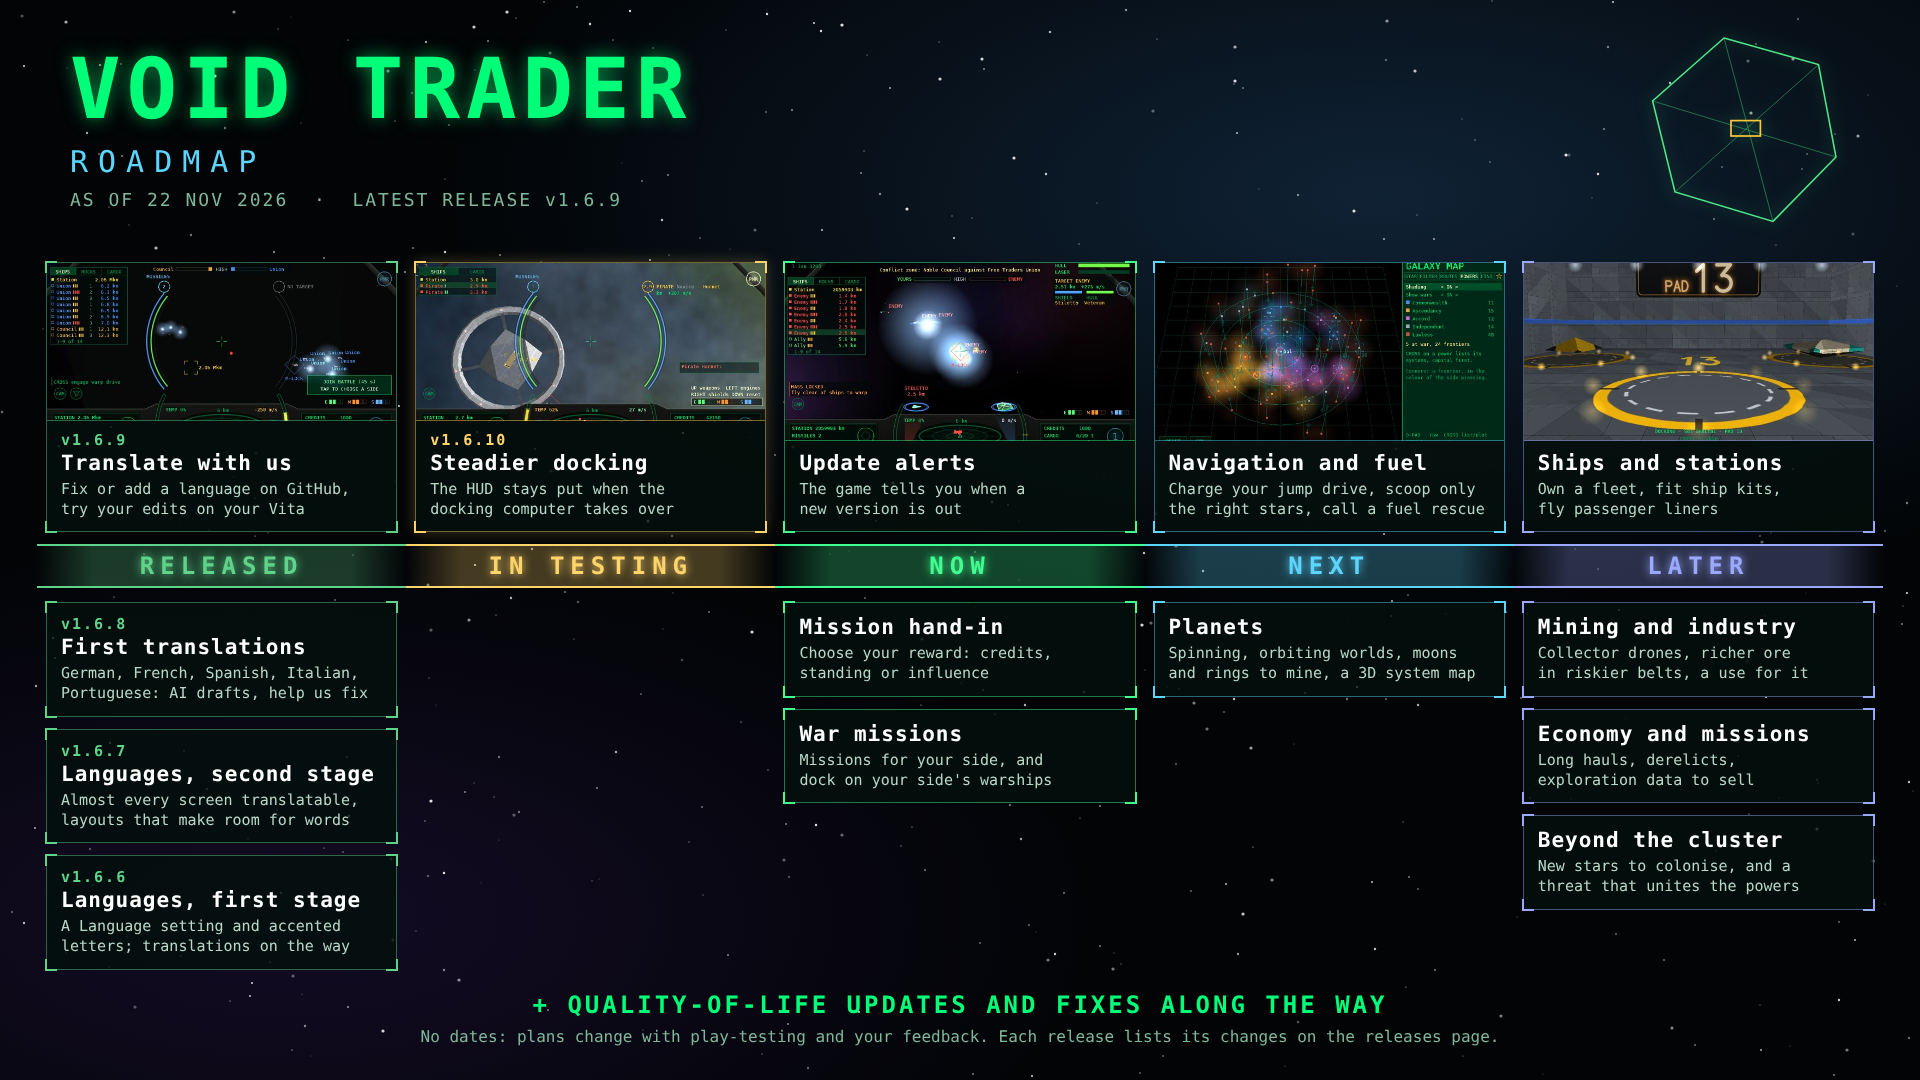 VOID TRADER
ROADMAP
AS OF 22 NOV 2026 · LATEST RELEASE v1.6.9
v1.6.9
Translate with us
Fix or add a language on GitHub,
try your edits on your Vita
v1.6.10
Steadier docking
The HUD stays put when the
docking computer takes over
Update alerts
The game tells you when a
new version is out
GALAXY MAP
Navigation and fuel
Charge your jump drive, scoop only
the right stars, call a fuel rescue
PAD 13
13
Ships and stations
Own a fleet, fit ship kits,
fly passenger liners
RELEASED
IN TESTING
NOW
NEXT
LATER
v1.6.8
First translations
German, French, Spanish, Italian,
Portuguese: AI drafts, help us fix
v1.6.7
Languages, second stage
Almost every screen translatable,
layouts that make room for words
v1.6.6
Languages, first stage
A Language setting and accented
letters; translations on the way
Mission hand-in
Choose your reward: credits,
standing or influence
War missions
Missions for your side, and
dock on your side's warships
Planets
Spinning, orbiting worlds, moons
and rings to mine, a 3D system map
Mining and industry
Collector drones, richer ore
in riskier belts, a use for it
Economy and missions
Long hauls, derelicts,
exploration data to sell
Beyond the cluster
New stars to colonise, and a
threat that unites the powers
+ QUALITY-OF-LIFE UPDATES AND FIXES ALONG THE WAY
No dates: plans change with play-testing and your feedback. Each release lists its changes on the releases page.